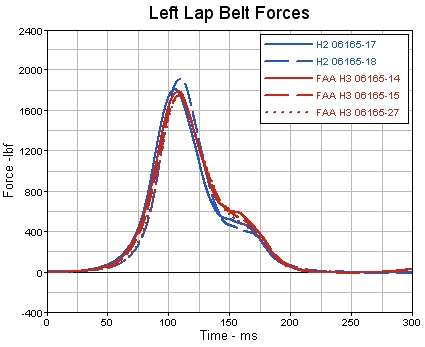 Left Lap Belt Forces
2400
2000
1600
1200
800
400
0
-400
Force -lbf
H2 06165-17
H2 06165-18
FAA H3 06165-14
FAA H3 06165-15
FAA H3 06165-27
0 50 100 150 200 250 300
Time - ms